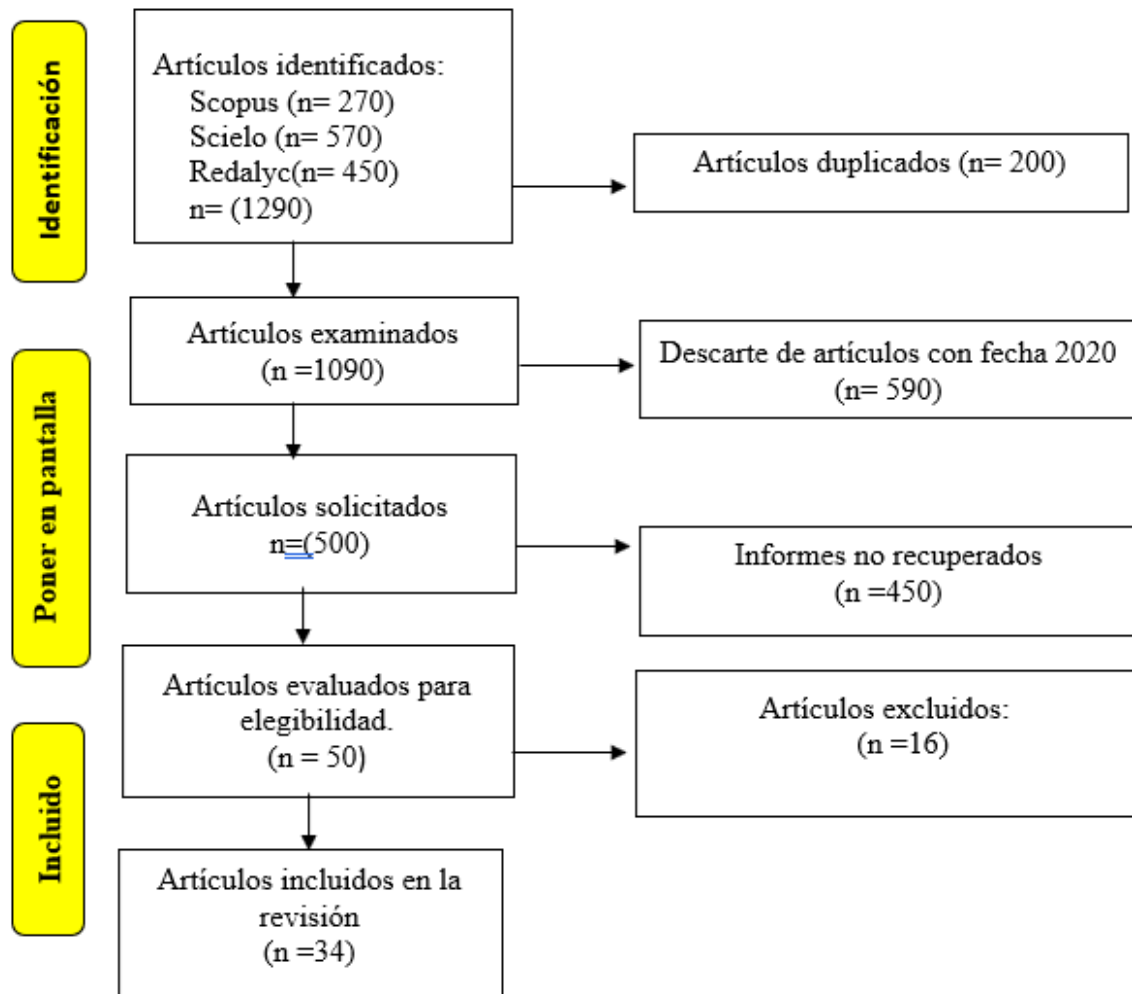 Identificación
Artículos identificados:
Scopus (n= 270)
Scielo (n= 570)
Redalyc(n= 450)
n= (1290)
Artículos duplicados (n= 200)
Poner en pantalla
Artículos examinados
(n =1090)
Descarte de artículos con fecha 2020
(n= 590)
Artículos solicitados
n=(500)
Informes no recuperados
(n =450)
Artículos evaluados para
elegibilidad.
(n = 50)
Artículos excluidos:
(n =16)
Incluido
Artículos incluidos en la
revisión
(n =34)